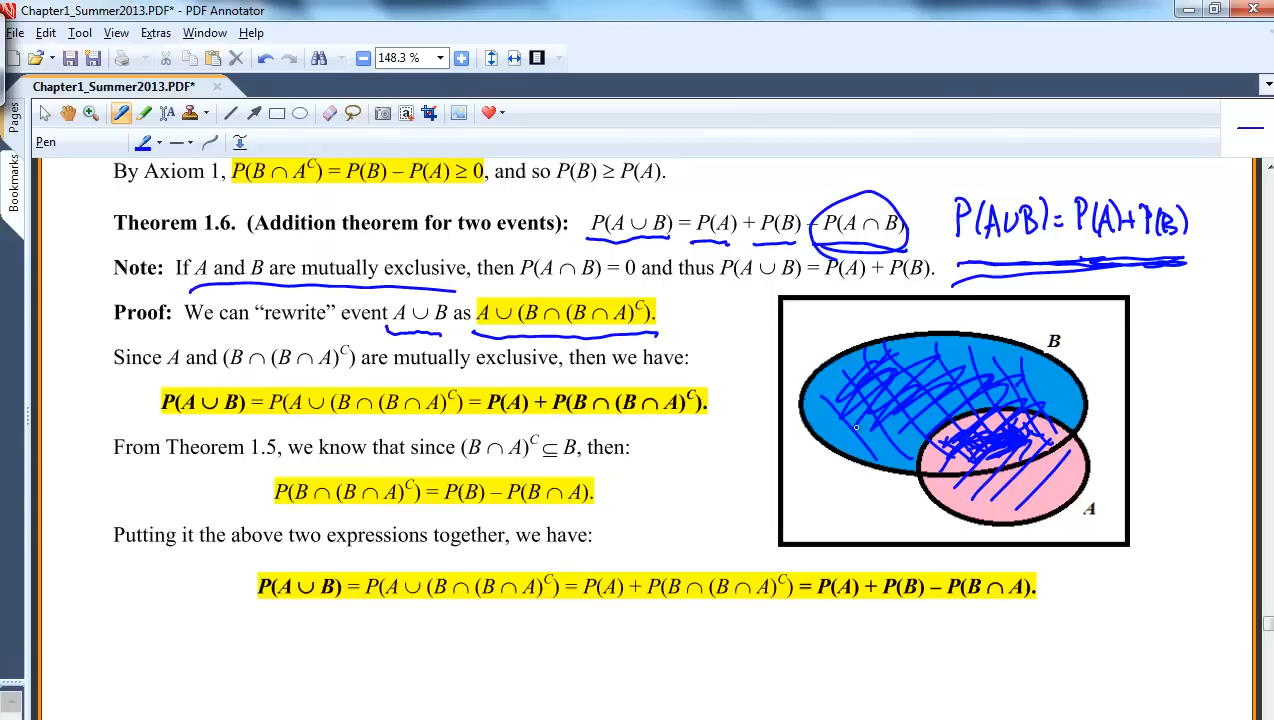 Chapter1_Summer2013.PDF* - PDF Annotator
File Edit Tool View Extras Window Help
148.3 %
Chapter1_Summer2013.PDF*
Pages
Bookmarks
Pen
By Axiom 1, P(B ∩ Aᶜ) = P(B) – P(A) ≥ 0, and so P(B) ≥ P(A).
Theorem 1.6. (Addition theorem for two events): P(A ∪ B) = P(A) + P(B) – P(A ∩ B)
P(A∪B) = P(A) + P(B)
Note: If A and B are mutually exclusive, then P(A ∩ B) = 0 and thus P(A ∪ B) = P(A) + P(B).
Proof: We can “rewrite” event A ∪ B as A ∪ (B ∩ (B ∩ A)ᶜ).
Since A and (B ∩ (B ∩ A)ᶜ) are mutually exclusive, then we have:
P(A ∪ B) = P(A ∪ (B ∩ (B ∩ A)ᶜ) = P(A) + P(B ∩ (B ∩ A)ᶜ).
From Theorem 1.5, we know that since (B ∩ A)ᶜ ⊆ B, then:
P(B ∩ (B ∩ A)ᶜ) = P(B) – P(B ∩ A).
Putting it the above two expressions together, we have:
P(A ∪ B) = P(A ∪ (B ∩ (B ∩ A)ᶜ) = P(A) + P(B ∩ (B ∩ A)ᶜ) = P(A) + P(B) – P(B ∩ A).
B
A